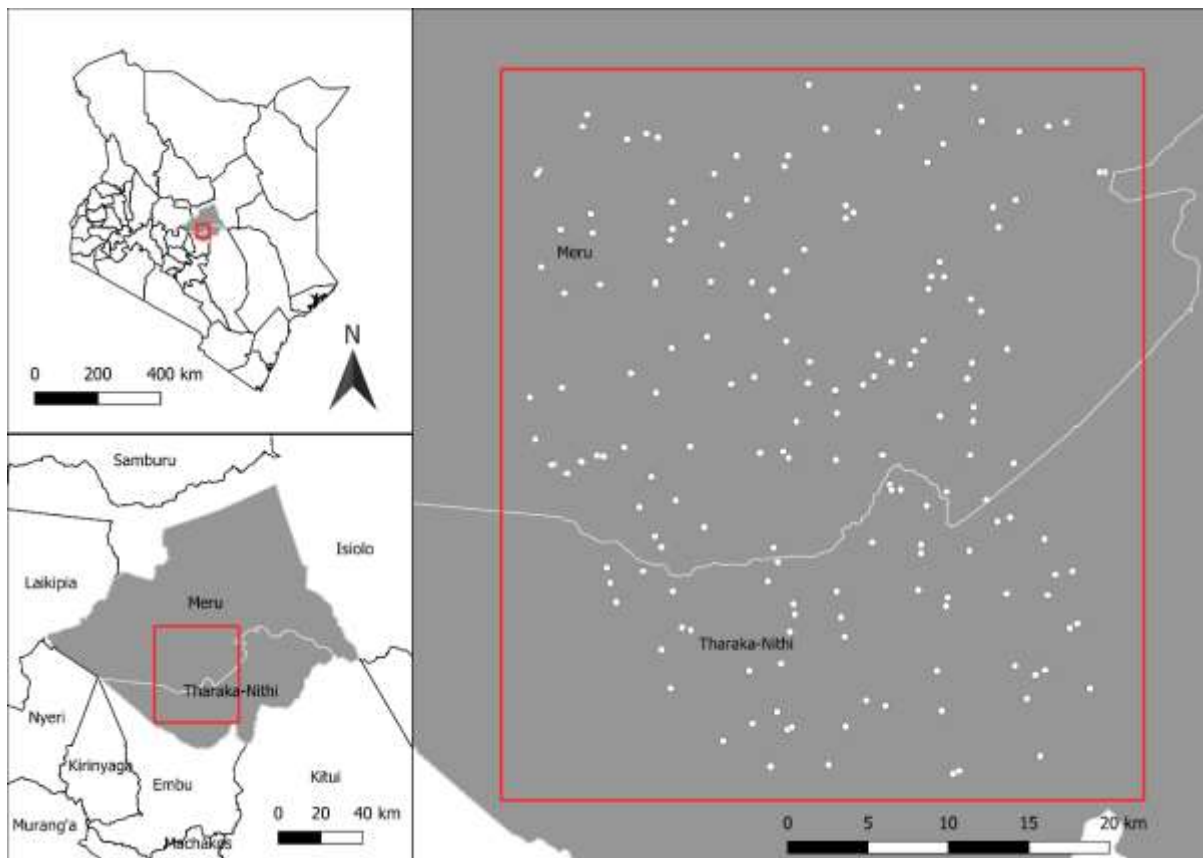 N
0 200 400 km
Samburu
Isiolo
Laikipia
Meru
Tharaka-Nithi
Nyeri
Kirinyaga
Embu
Kitui
Murang'a
Machakos
0 20 40 km
Meru
Tharaka-Nithi
0 5 10 15 20 km